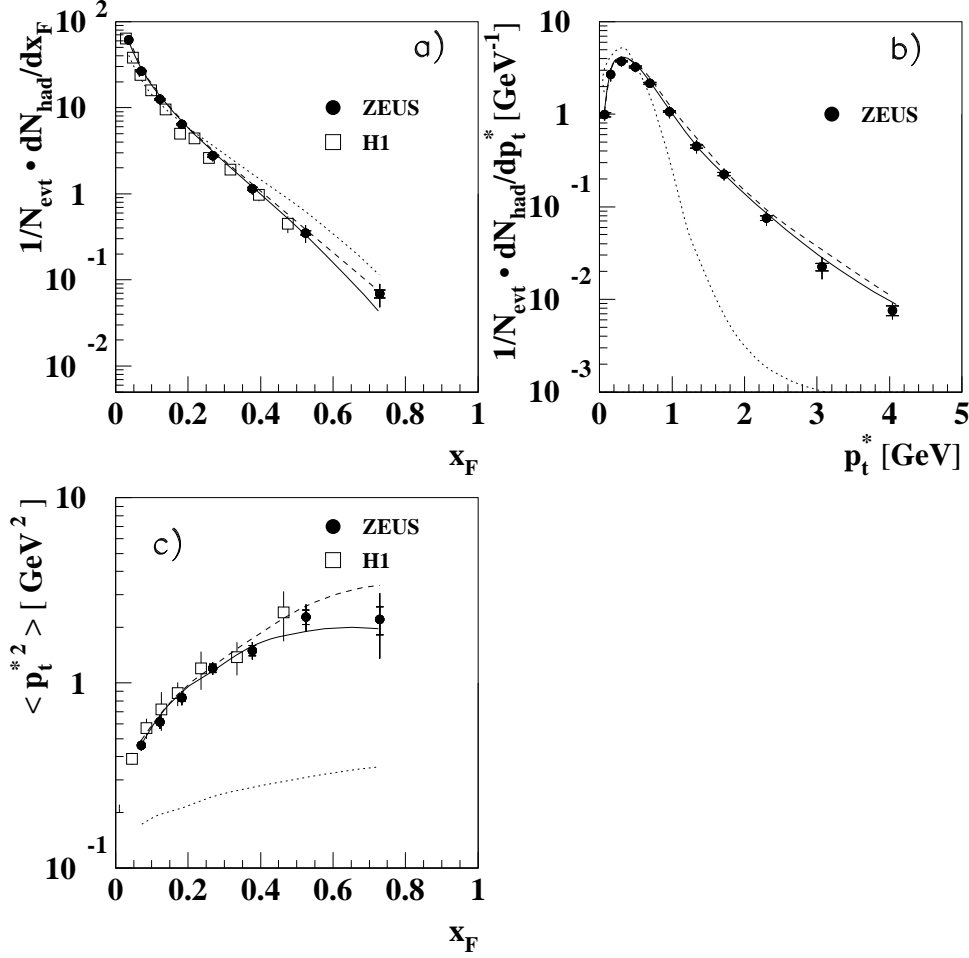 a)
ZEUS
H1
1/N_evt • dN_had/dx_F
10^2
10
1
10^-1
10^-2
0 0.2 0.4 0.6 0.8 1
x_F
b)
ZEUS
1/N_evt • dN_had/dp_t^* [GeV^-1]
10
1
10^-1
10^-2
10^-3
0 1 2 3 4 5
p_t^* [GeV]
c)
ZEUS
H1
< p_t^*2 > [ GeV^2 ]
10
1
10^-1
0 0.2 0.4 0.6 0.8 1
x_F